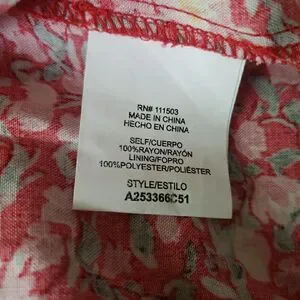 RN# 111503
MADE IN CHINA
HECHO EN CHINA
SELF/CUERPO
100%RAYON/RAYÓN
LINING/FOPRO
100%POLYESTER/POLIÉSTER
STYLE/ESTILO
A253366C51